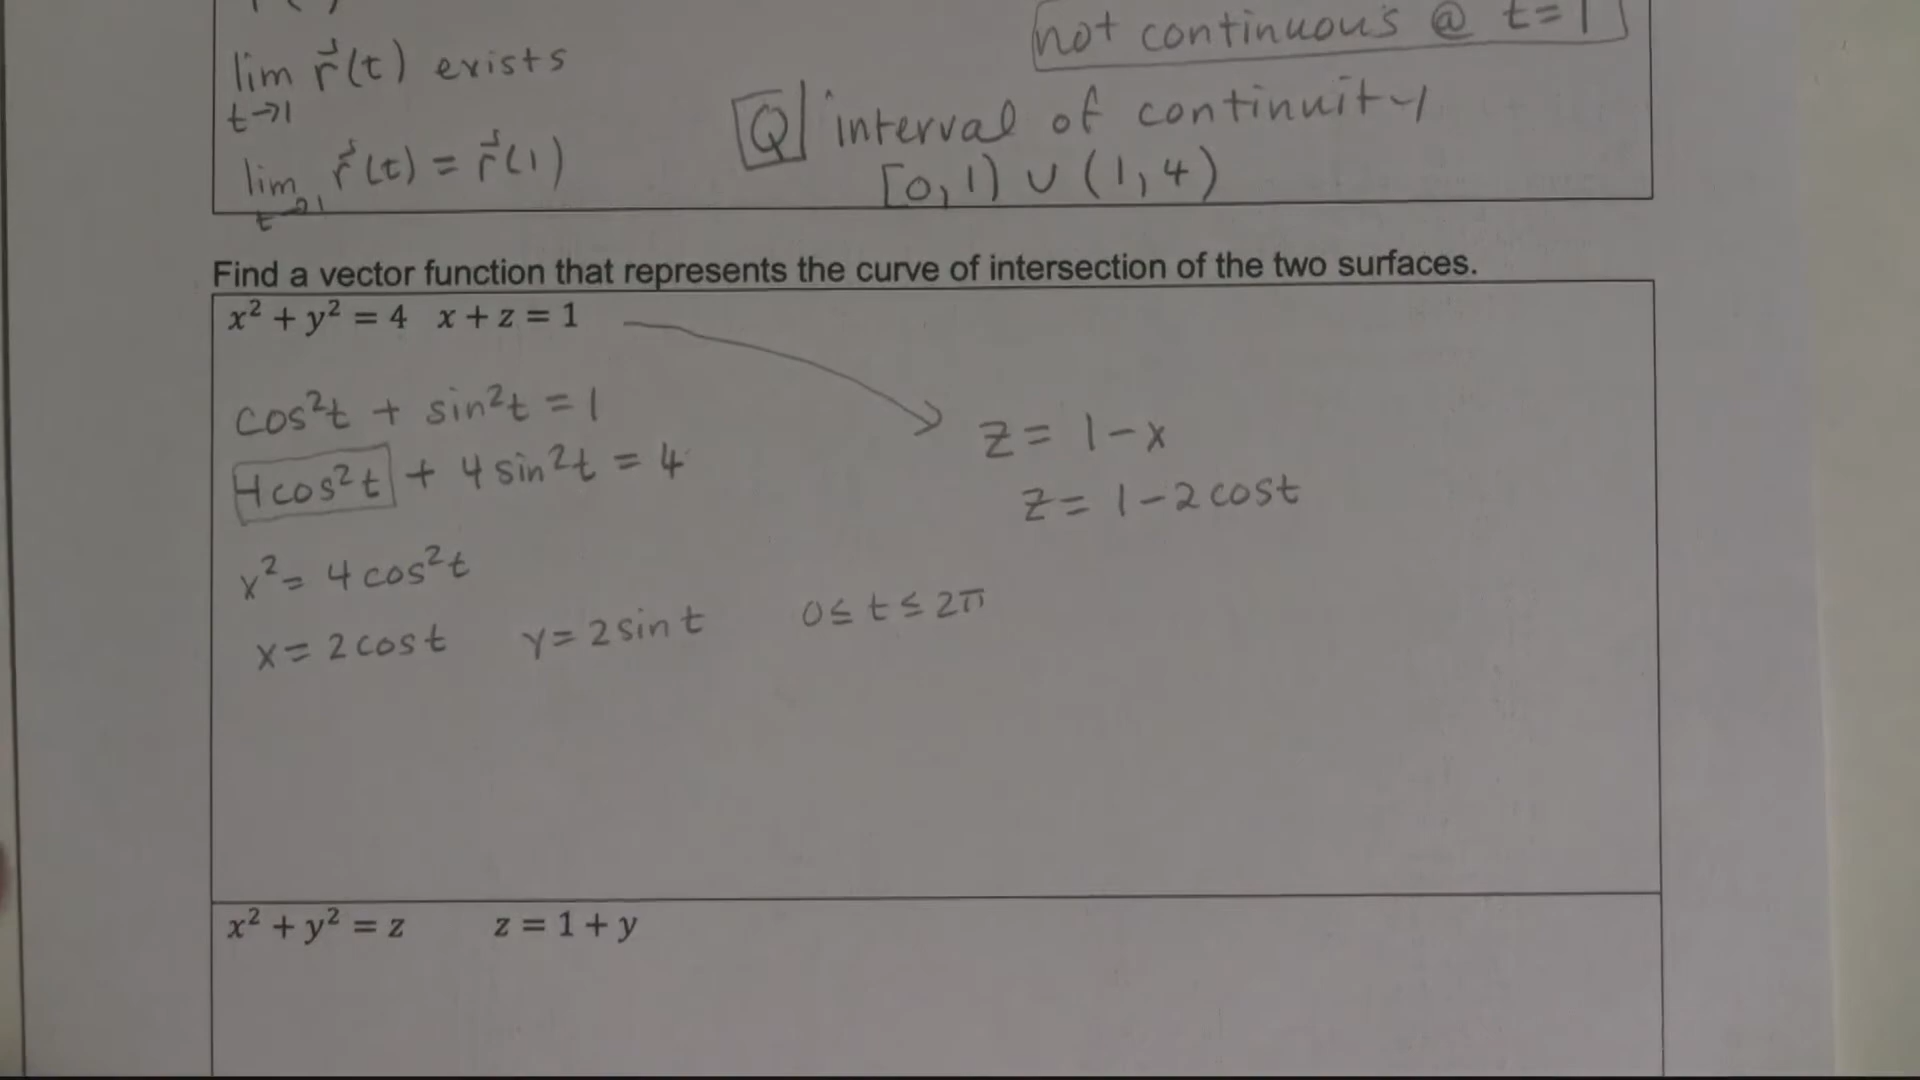 not continuous @ t=1
lim r⃗(t) exists
t→1
Q interval of continuity
lim r⃗(t) = r⃗(1)
t→1
[0,1) ∪ (1,4)
Find a vector function that represents the curve of intersection of the two surfaces.
x² + y² = 4 x + z = 1
cos²t + sin²t = 1
z = 1-x
4cos²t + 4sin²t = 4
z = 1-2cost
x² = 4cos²t
x = 2cost y = 2sint 0≤t≤2π
x² + y² = z z = 1 + y